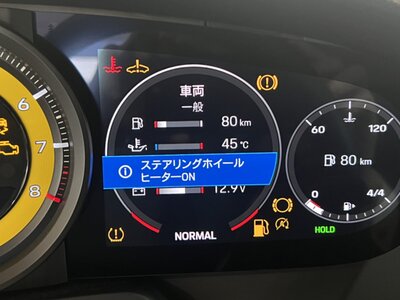 車両
一般
80 km
45 ℃
ステアリングホイール
ヒーターON
12.9V
NORMAL
6
7
8
60
120
80 km
0
4/4
HOLD